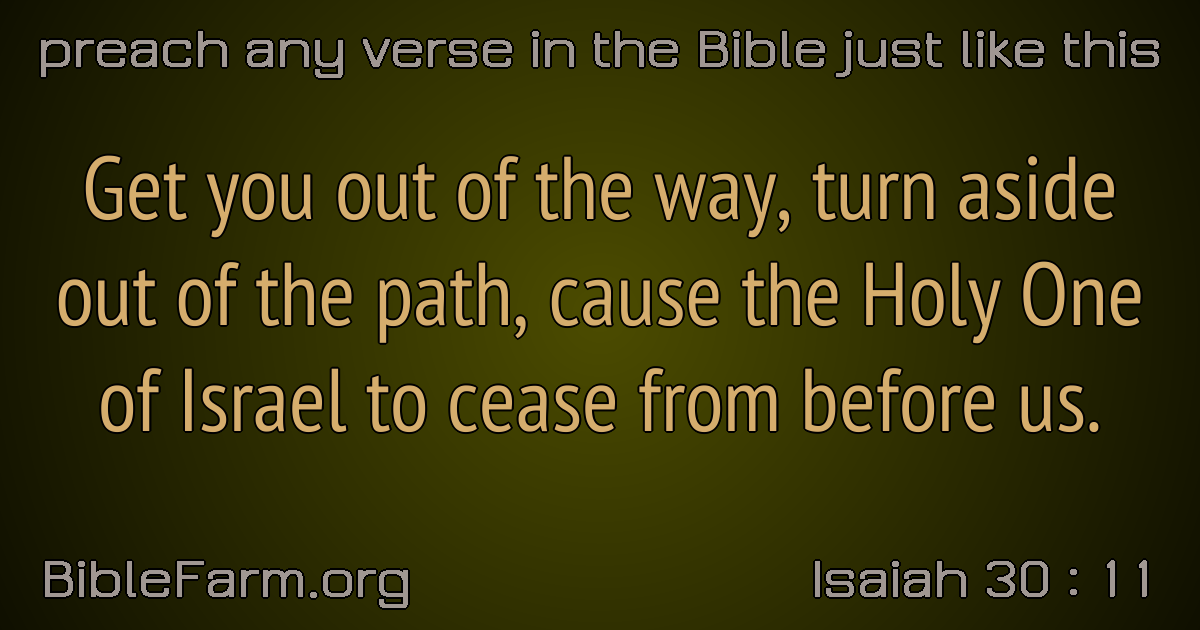 preach any verse in the Bible just like this
Get you out of the way, turn aside
out of the path, cause the Holy One
of Israel to cease from before us.
BibleFarm.org
Isaiah 30 : 11